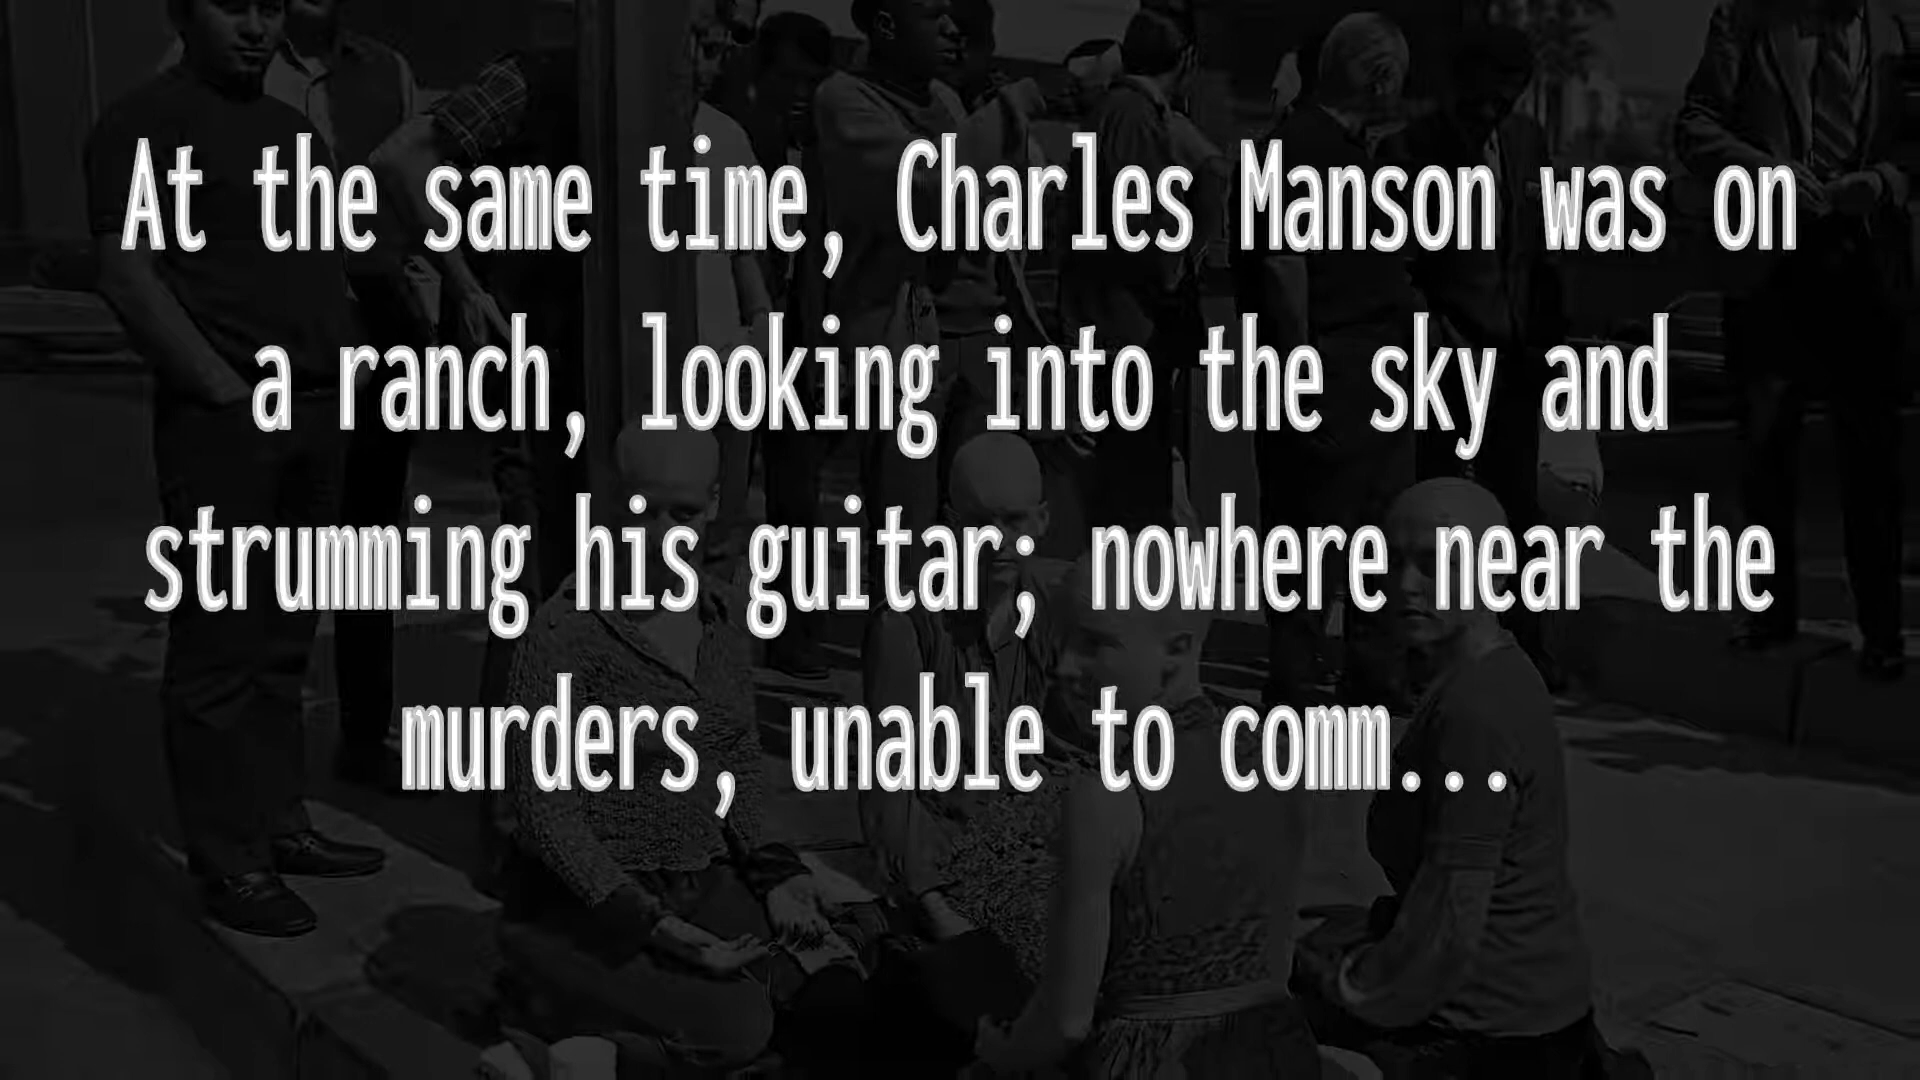 At the same time, Charles Manson was on
a ranch, looking into the sky and
strumming his guitar; nowhere near the
murders, unable to comm...